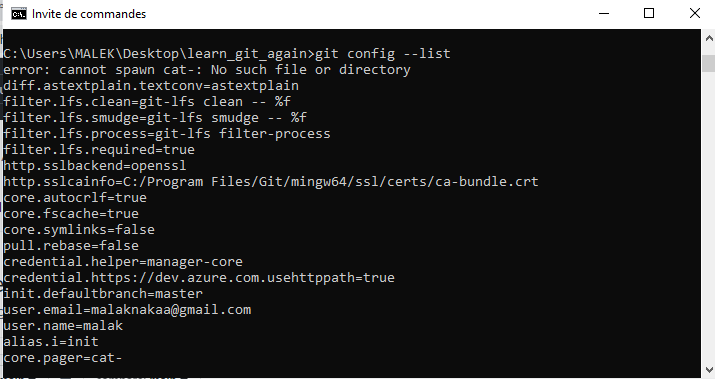 Invite de commandes
C:\Users\MALEK\Desktop\learn_git_again>git config --list
error: cannot spawn cat-: No such file or directory
diff.astextplain.textconv=astextplain
filter.lfs.clean=git-lfs clean -- %f
filter.lfs.smudge=git-lfs smudge -- %f
filter.lfs.process=git-lfs filter-process
filter.lfs.required=true
http.sslbackend=openssl
http.sslcainfo=C:/Program Files/Git/mingw64/ssl/certs/ca-bundle.crt
core.autocrlf=true
core.fscache=true
core.symlinks=false
pull.rebase=false
credential.helper=manager-core
credential.https://dev.azure.com.usehttppath=true
init.defaultbranch=master
user.email=malaknakaa@gmail.com
user.name=malak
alias.i=init
core.pager=cat-